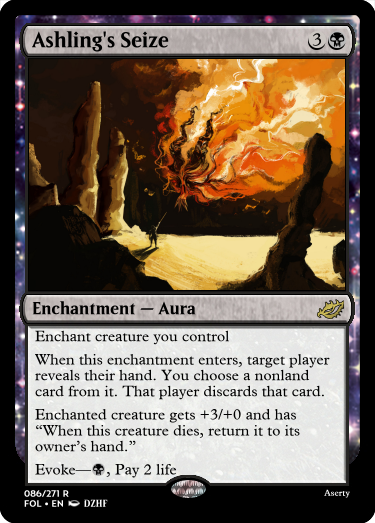 Ashling's Seize 3
Enchantment — Aura
Enchant creature you control
When this enchantment enters, target player
reveals their hand. You choose a nonland
card from it. That player discards that card.
Enchanted creature gets +3/+0 and has
“When this creature dies, return it to its
owner's hand.”
Evoke—, Pay 2 life
086/271 R
FOL • EN DZHF
Aserty